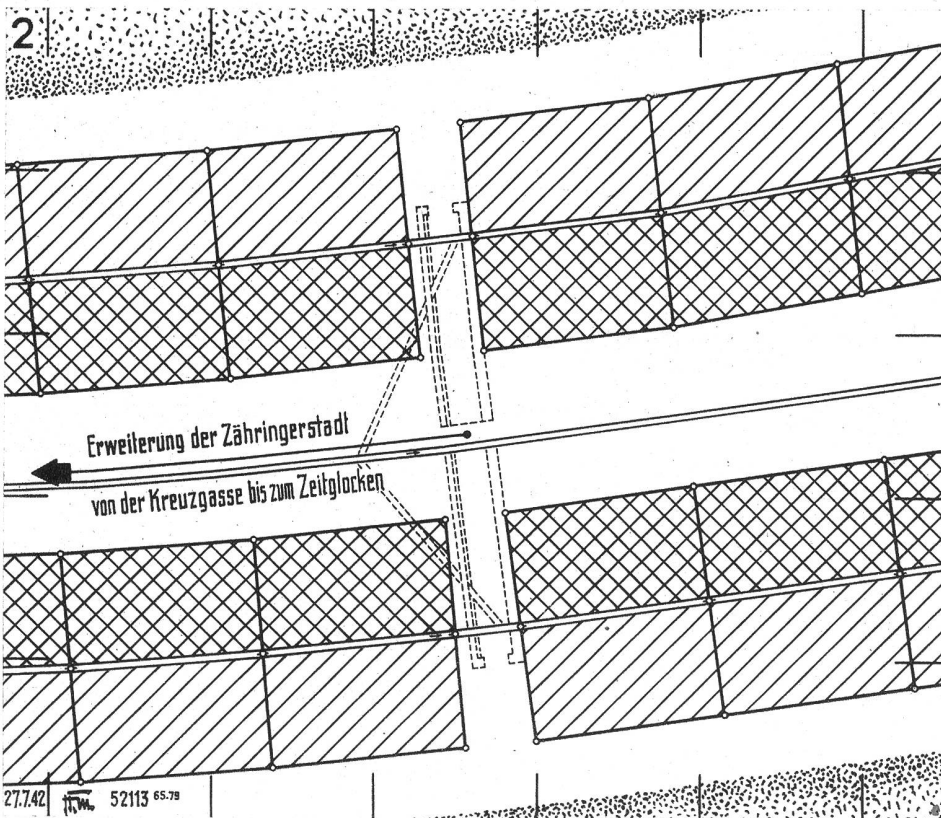 2
Erweiterung der Zähringerstadt
von der Kreuzgasse bis zum Zeitglocken
27.7.42 52113 65.79